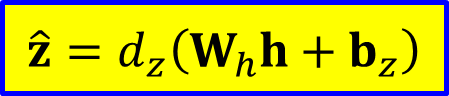 ẑ = d_z(W_h h + b_z)